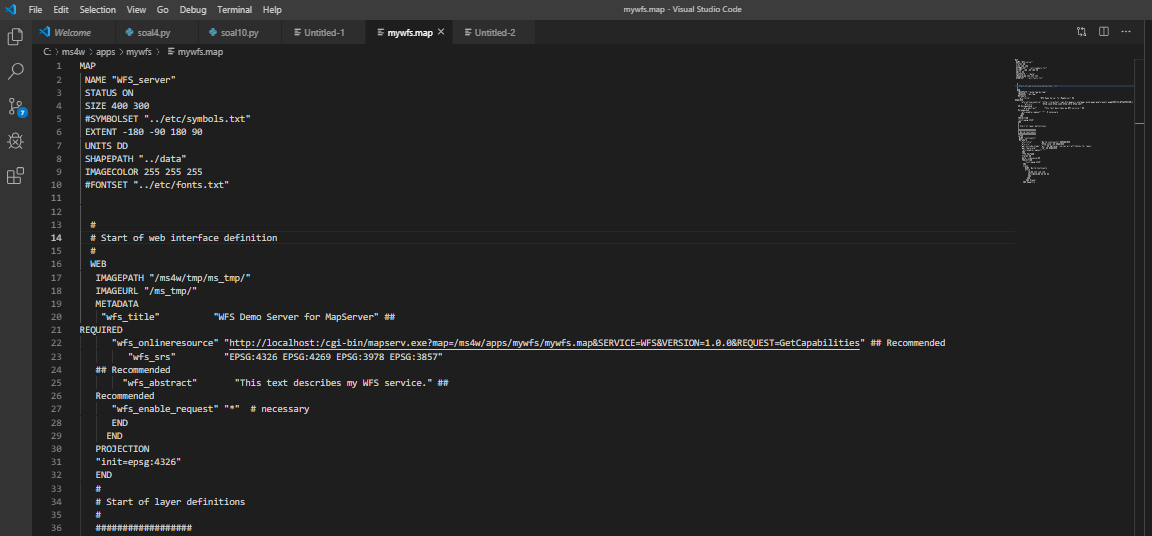 File Edit Selection View Go Debug Terminal Help mywfs.map - Visual Studio Code
Welcome soal4.py soal10.py Untitled-1 mywfs.map Untitled-2
C: > ms4w > apps > mywfs > mywfs.map
1 MAP
2 NAME "WFS_server"
3 STATUS ON
4 SIZE 400 300
5 #SYMBOLSET "../etc/symbols.txt"
6 EXTENT -180 -90 180 90
7 UNITS DD
8 SHAPEPATH "../data"
9 IMAGECOLOR 255 255 255
10 #FONTSET "../etc/fonts.txt"
11
12
13 #
14 # Start of web interface definition
15 #
16 WEB
17 IMAGEPATH "/ms4w/tmp/ms_tmp/"
18 IMAGEURL "/ms_tmp/"
19 METADATA
20 "wfs_title" "WFS Demo Server for MapServer" ##
21 REQUIRED
22 "wfs_onlineresource" "http://localhost:/cgi-bin/mapserv.exe?map=/ms4w/apps/mywfs/mywfs.map&SERVICE=WFS&VERSION=1.0.0&REQUEST=GetCapabilities" ## Recommended
23 "wfs_srs" "EPSG:4326 EPSG:4269 EPSG:3978 EPSG:3857"
24 ## Recommended
25 "wfs_abstract" "This text describes my WFS service." ##
26 Recommended
27 "wfs_enable_request" "*" # necessary
28 END
29 END
30 PROJECTION
31 "init=epsg:4326"
32 END
33 #
34 # Start of layer definitions
35 #
36 ##################
7